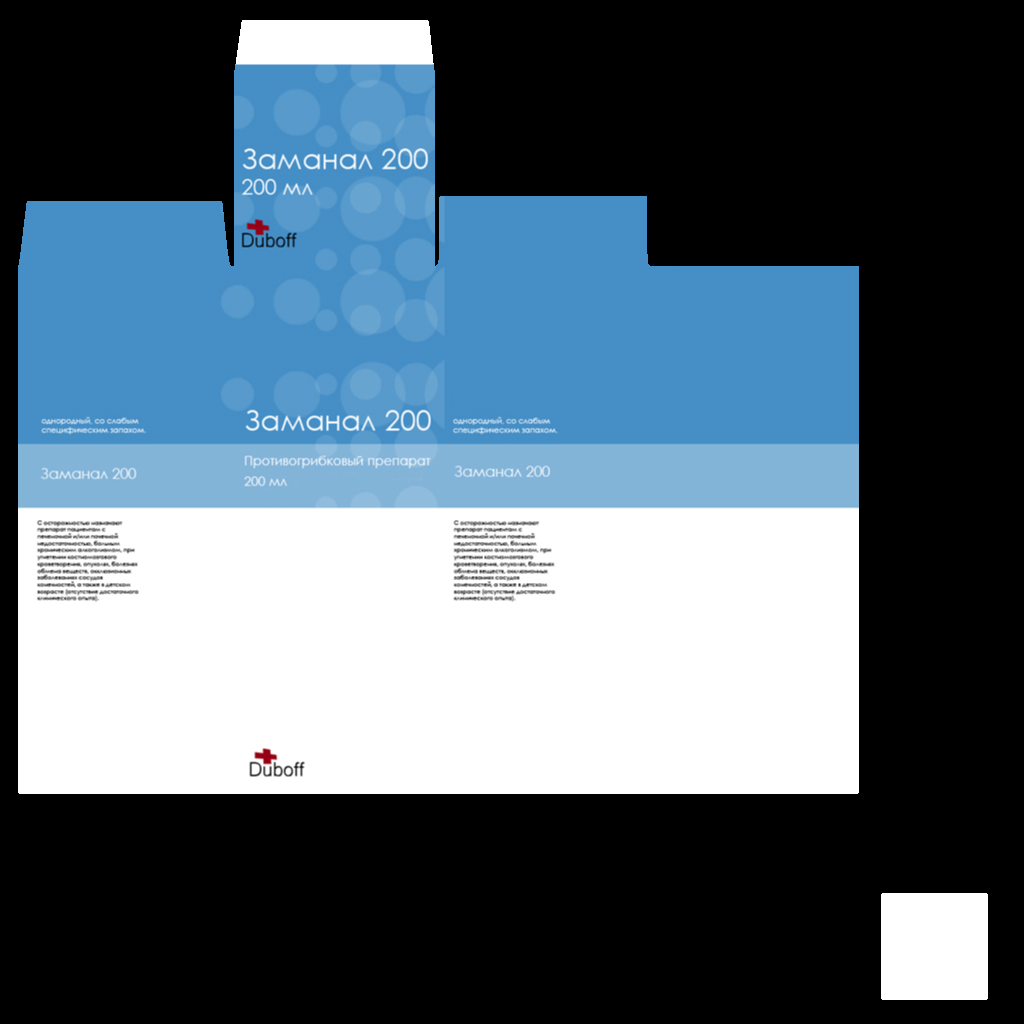 Заманал 200
200 мл
Duboff
однородный, со слабым
специфическим запахом.
Заманал 200
С осторожностью назначают
препарат пациентам с
печеночной и/или почечной
недостаточностью, больным
хроническим алкоголизмом, при
угнетении костномозгового
кроветворения, опухолях, болезнях
обмена веществ, окклюзионных
заболеваниях сосудов
конечностей, а также в детском
возрасте (отсутствие достаточного
клинического опыта).
Заманал 200
Противогрибковый препарат
200 мл
Duboff
однородный, со слабым
специфическим запахом.
Заманал 200
С осторожностью назначают
препарат пациентам с
печеночной и/или почечной
недостаточностью, больным
хроническим алкоголизмом, при
угнетении костномозгового
кроветворения, опухолях, болезнях
обмена веществ, окклюзионных
заболеваниях сосудов
конечностей, а также в детском
возрасте (отсутствие достаточного
клинического опыта).